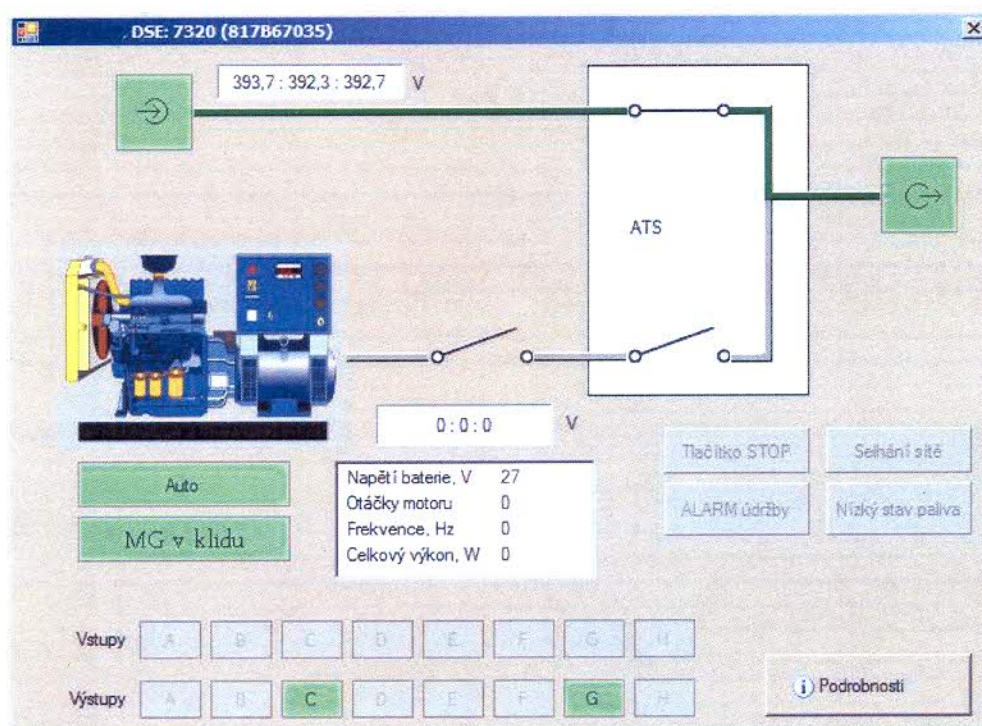 DSE: 7320 (817B67035)
393,7 : 392,3 : 392,7 V
ATS
0 : 0 : 0 V
Tlačítko STOP Selhání sítě
Auto
Napětí baterie, V 27
Otáčky motoru 0
ALARM údržby Nízký stav paliva
MG v klidu
Frekvence, Hz 0
Celkový výkon, W 0
Vstupy A B C D E F G H
Výstupy A B C D E F G H
Podrobnosti